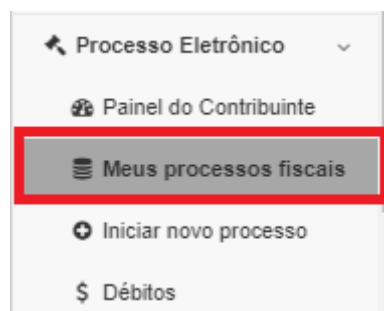 Processo Eletrônico
Painel do Contribuinte
Meus processos fiscais
Iniciar novo processo
$ Débitos